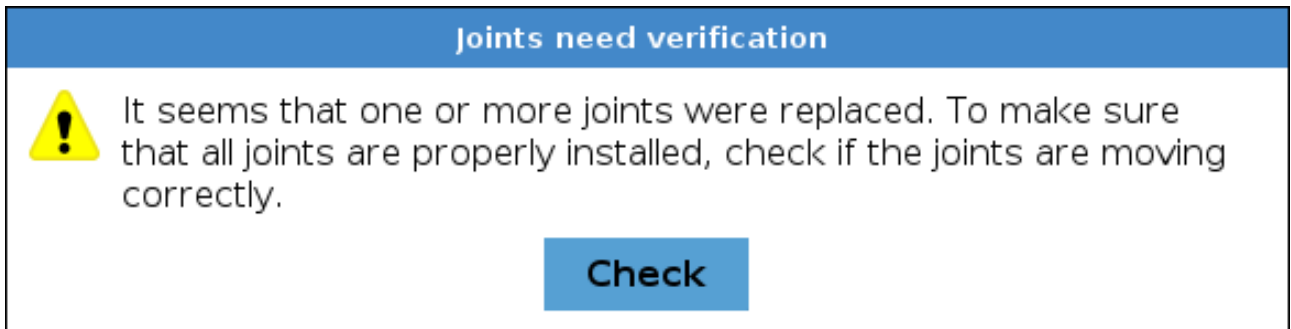 Joints need verification
It seems that one or more joints were replaced. To make sure
that all joints are properly installed, check if the joints are moving
correctly.
Check